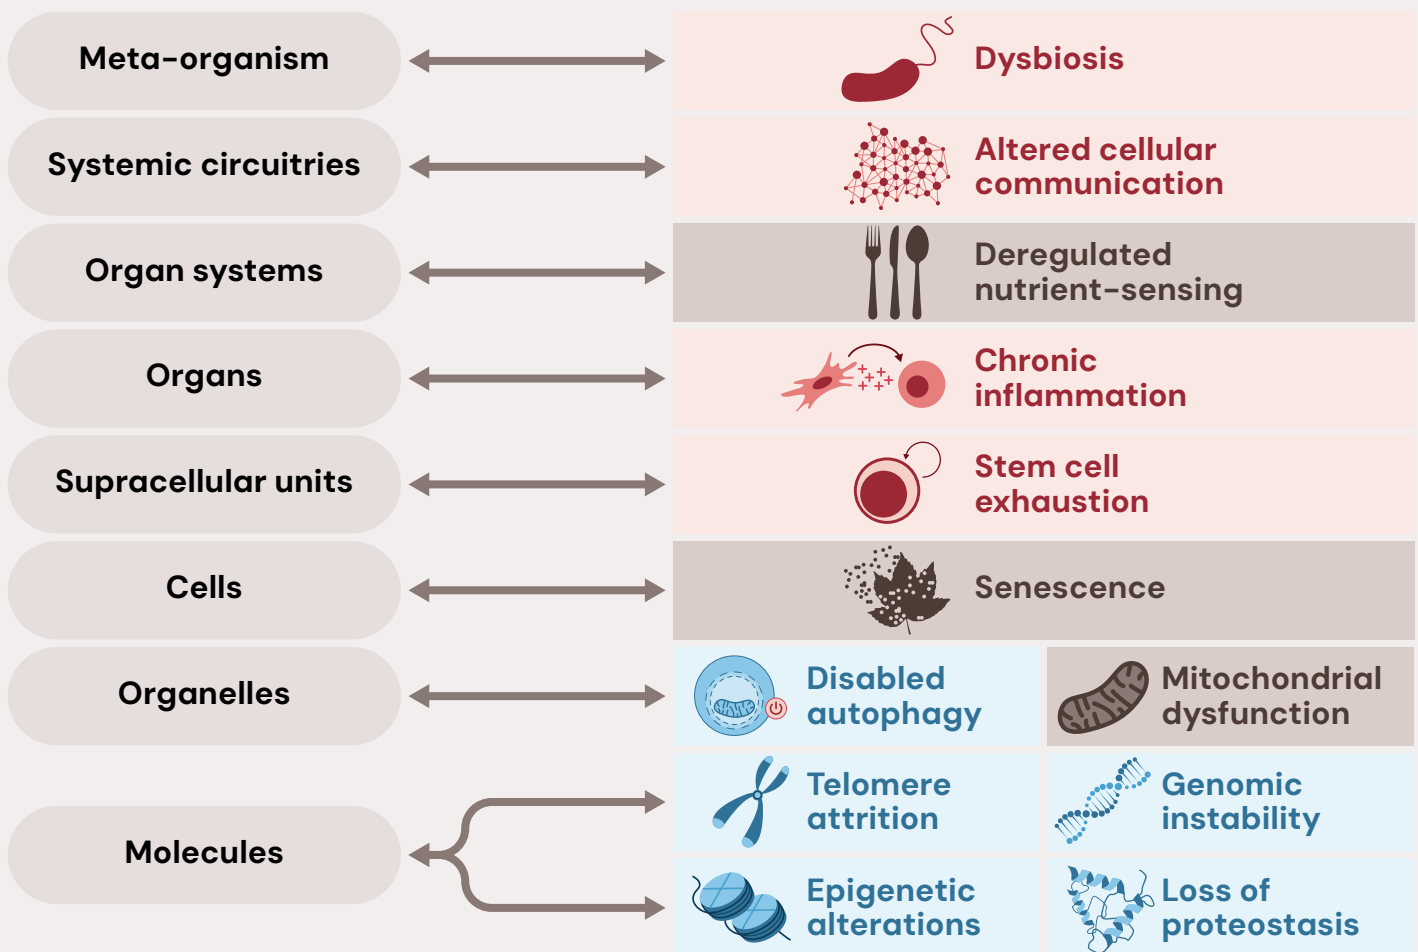 Meta-organism
Dysbiosis
Systemic circuitries
Altered cellular
communication
Organ systems
Deregulated
nutrient-sensing
Organs
Chronic
inflammation
Supracellular units
Stem cell
exhaustion
Cells
Senescence
Organelles
Disabled
autophagy
Mitochondrial
dysfunction
Molecules
Telomere
attrition
Genomic
instability
Epigenetic
alterations
Loss of
proteostasis